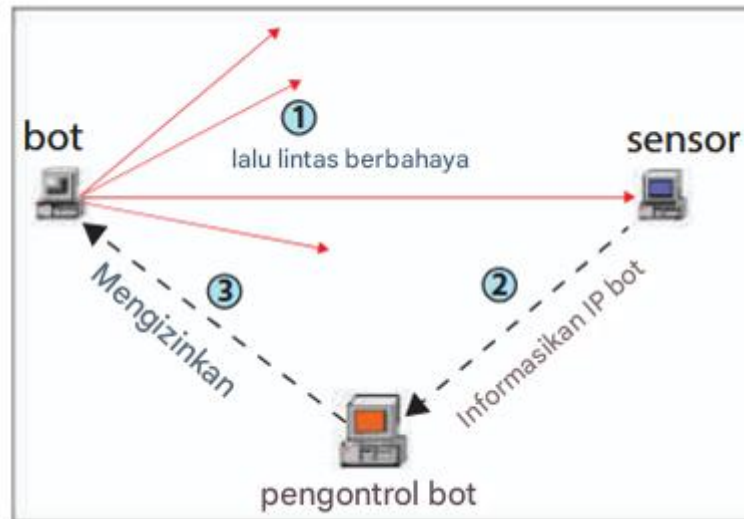 1
bot
sensor
lalu lintas berbahaya
3
2
Mengizinkan
Informasikan IP bot
pengontrol bot